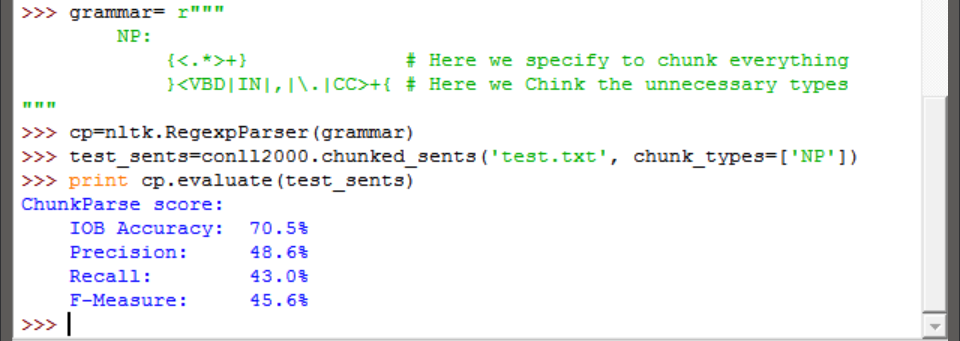 >>> grammar= r"""
        NP:
            {<.*>+}             # Here we specify to chunk everything
            }<VBD|IN|,|\.|CC>+{ # Here we Chink the unnecessary types
"""
>>> cp=nltk.RegexpParser(grammar)
>>> test_sents=conll2000.chunked_sents('test.txt', chunk_types=['NP'])
>>> print cp.evaluate(test_sents)
ChunkParse score:
    IOB Accuracy:  70.5%
    Precision:     48.6%
    Recall:        43.0%
    F-Measure:     45.6%
>>>